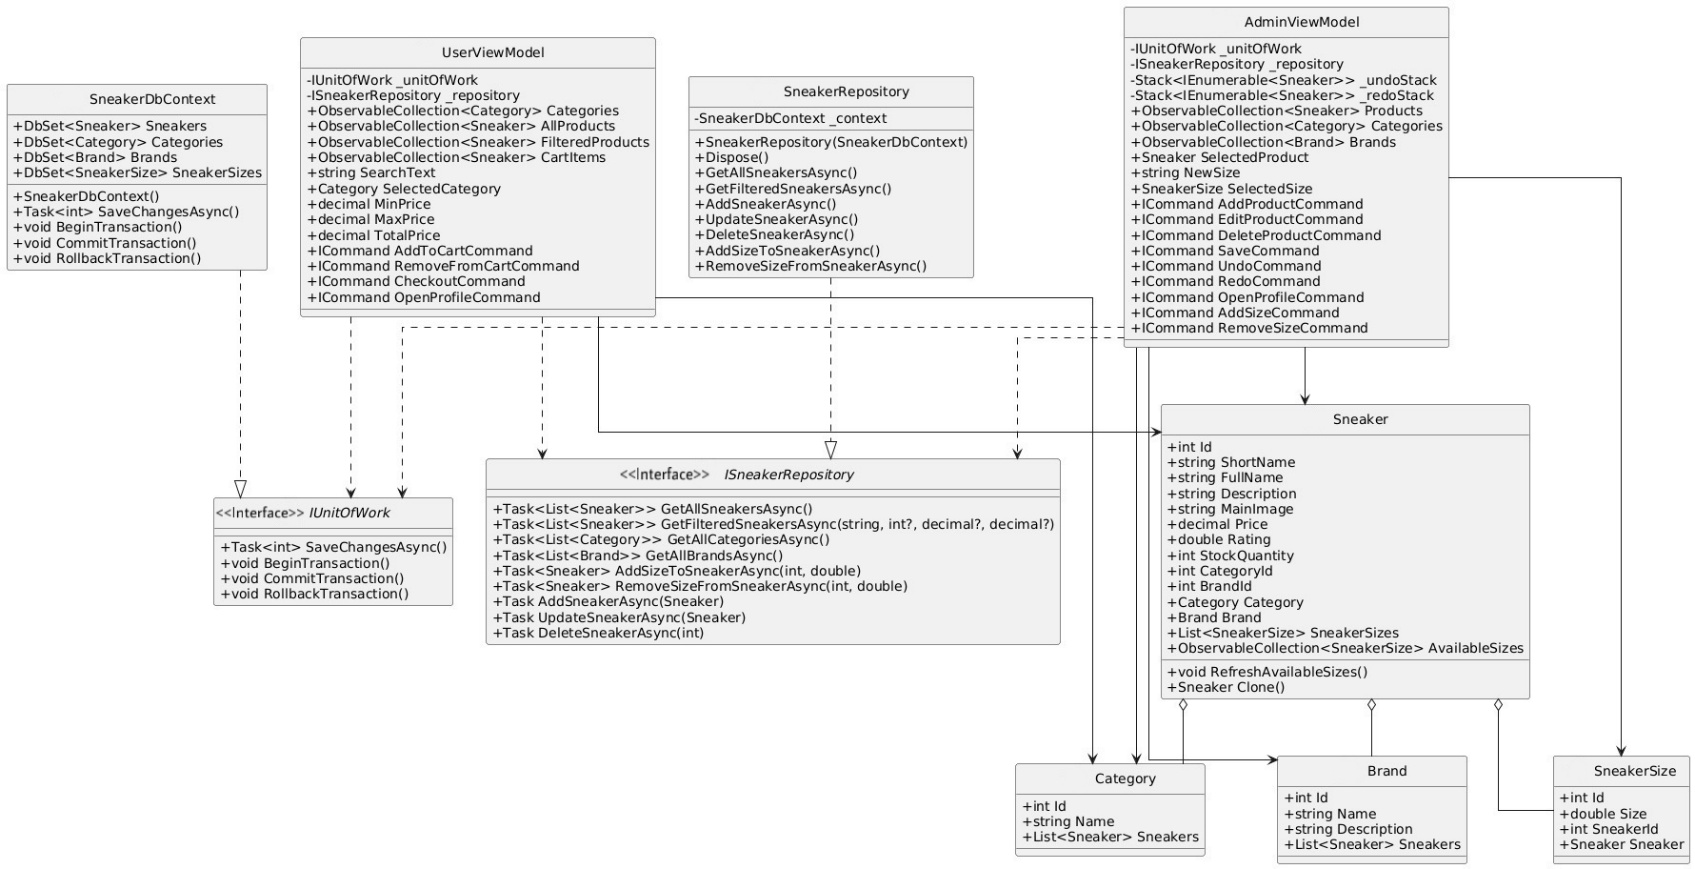 SneakerDbContext
+DbSet<Sneaker> Sneakers
+DbSet<Category> Categories
+DbSet<Brand> Brands
+DbSet<SneakerSize> SneakerSizes
+SneakerDbContext()
+Task<int> SaveChangesAsync()
+void BeginTransaction()
+void CommitTransaction()
+void RollbackTransaction()
UserViewModel
-IUnitOfWork _unitOfWork
-ISneakerRepository _repository
+ObservableCollection<Category> Categories
+ObservableCollection<Sneaker> AllProducts
+ObservableCollection<Sneaker> FilteredProducts
+ObservableCollection<Sneaker> CartItems
+string SearchText
+Category SelectedCategory
+decimal MinPrice
+decimal MaxPrice
+decimal TotalPrice
+ICommand AddToCartCommand
+ICommand RemoveFromCartCommand
+ICommand CheckoutCommand
+ICommand OpenProfileCommand
SneakerRepository
-SneakerDbContext _context
+SneakerRepository(SneakerDbContext)
+Dispose()
+GetAllSneakersAsync()
+GetFilteredSneakersAsync()
+AddSneakerAsync()
+UpdateSneakerAsync()
+DeleteSneakerAsync()
+AddSizeToSneakerAsync()
+RemoveSizeFromSneakerAsync()
AdminViewModel
-IUnitOfWork _unitOfWork
-ISneakerRepository _repository
-Stack<IEnumerable<Sneaker>> _undoStack
-Stack<IEnumerable<Sneaker>> _redoStack
+ObservableCollection<Sneaker> Products
+ObservableCollection<Category> Categories
+ObservableCollection<Brand> Brands
+Sneaker SelectedProduct
+string NewSize
+SneakerSize SelectedSize
+ICommand AddProductCommand
+ICommand EditProductCommand
+ICommand DeleteProductCommand
+ICommand SaveCommand
+ICommand UndoCommand
+ICommand RedoCommand
+ICommand OpenProfileCommand
+ICommand AddSizeCommand
+ICommand RemoveSizeCommand
<<Interface>> IUnitOfWork
+Task<int> SaveChangesAsync()
+void BeginTransaction()
+void CommitTransaction()
+void RollbackTransaction()
<<Interface>> ISneakerRepository
+Task<List<Sneaker>> GetAllSneakersAsync()
+Task<List<Sneaker>> GetFilteredSneakersAsync(string, int?, decimal?, decimal?)
+Task<List<Category>> GetAllCategoriesAsync()
+Task<List<Brand>> GetAllBrandsAsync()
+Task<Sneaker> AddSizeToSneakerAsync(int, double)
+Task<Sneaker> RemoveSizeFromSneakerAsync(int, double)
+Task AddSneakerAsync(Sneaker)
+Task UpdateSneakerAsync(Sneaker)
+Task DeleteSneakerAsync(int)
Sneaker
+int Id
+string ShortName
+string FullName
+string Description
+string MainImage
+decimal Price
+double Rating
+int StockQuantity
+int CategoryId
+int BrandId
+Category Category
+Brand Brand
+List<SneakerSize> SneakerSizes
+ObservableCollection<SneakerSize> AvailableSizes
+void RefreshAvailableSizes()
+Sneaker Clone()
Category
+int Id
+string Name
+List<Sneaker> Sneakers
Brand
+int Id
+string Name
+string Description
+List<Sneaker> Sneakers
SneakerSize
+int Id
+double Size
+int SneakerId
+Sneaker Sneaker